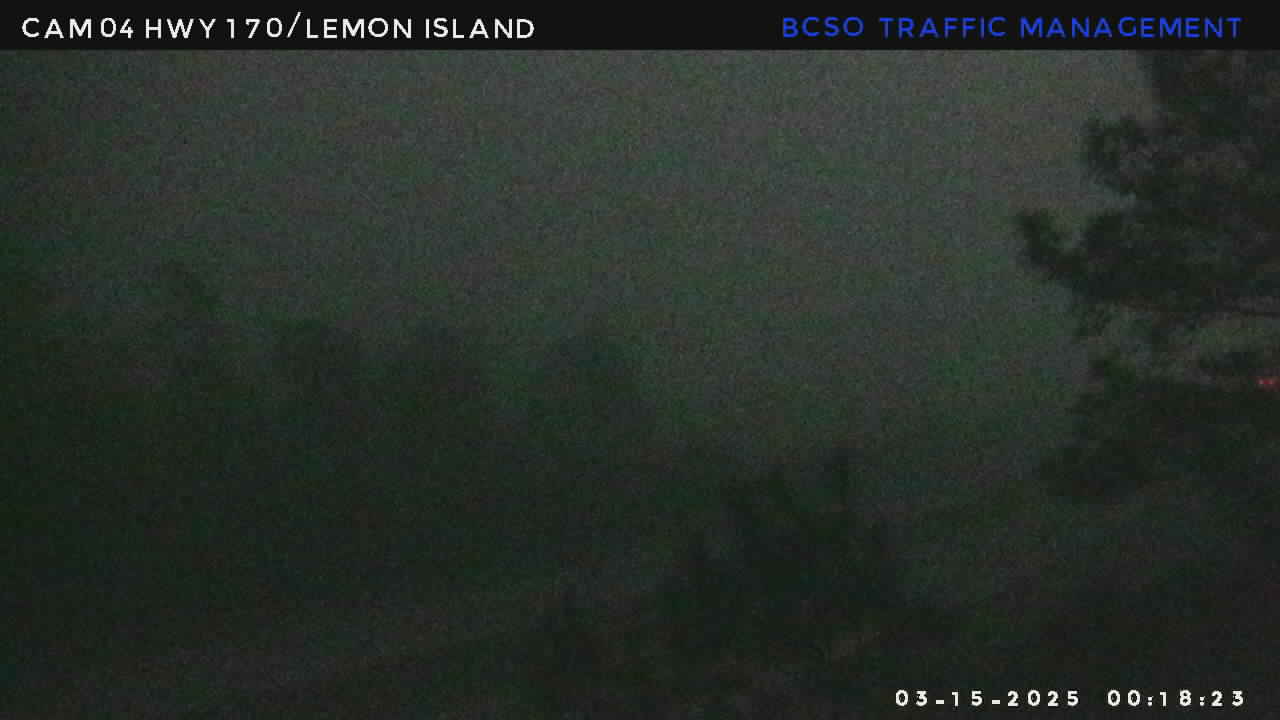 CAM04 HWY 170/LEMON ISLAND
BCSO TRAFFIC MANAGEMENT
03-15-2025 00:18:23